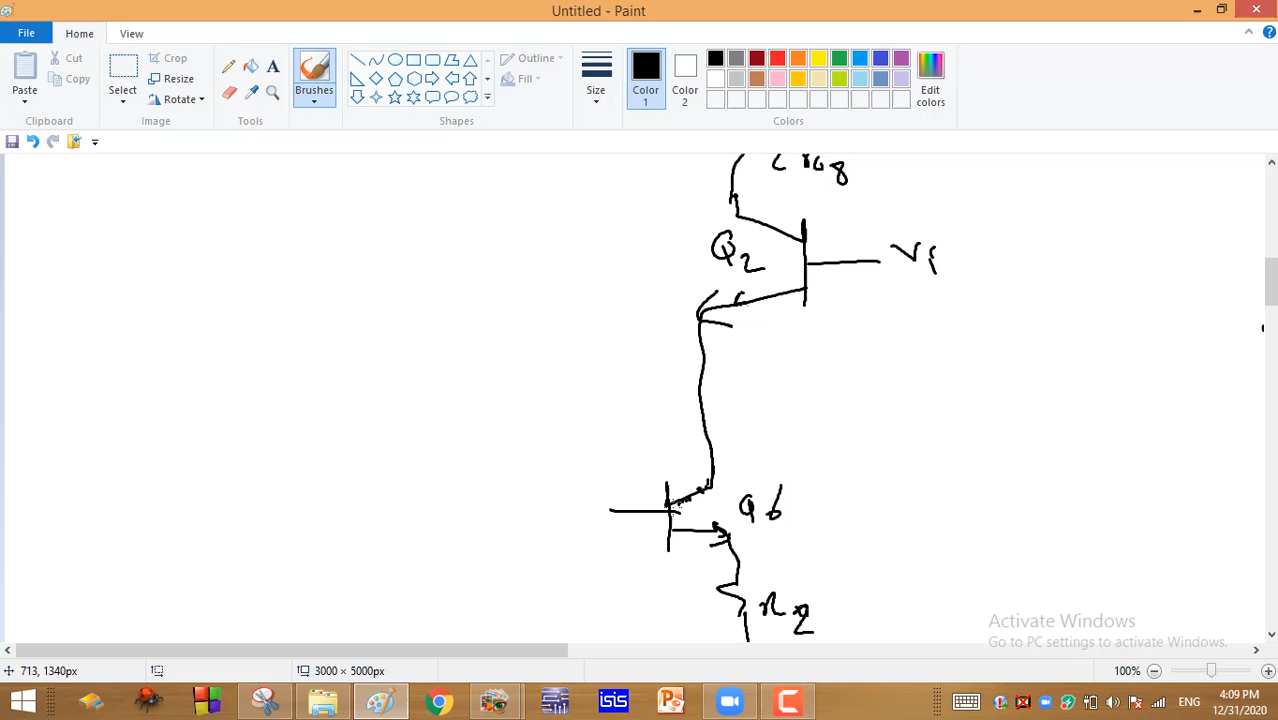 Untitled - Paint
File Home View
Paste
Cut
Copy
Clipboard
Select
Crop
Resize
Rotate
Image
Tools
Brushes
Shapes
Outline
Fill
Size
Color 1
Color 2
Colors
Edit colors
Q2
Vi
Q6
R2
Activate Windows
Go to PC settings to activate Windows.
713, 1340px
3000 × 5000px
100%
isis
ENG
4:09 PM
12/31/2020